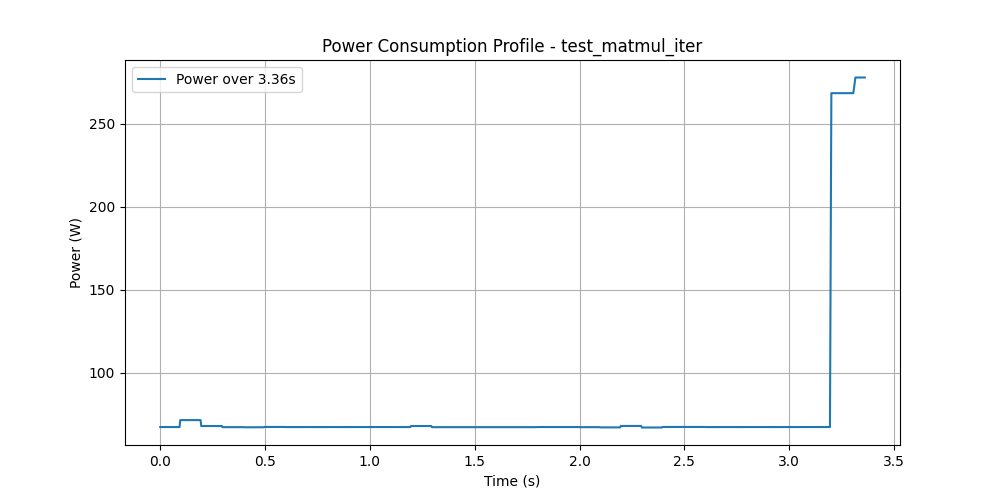 Power Consumption Profile - test_matmul_iter
Power over 3.36s
250
200
150
100
Power (W)
0.0 0.5 1.0 1.5 2.0 2.5 3.0 3.5
Time (s)